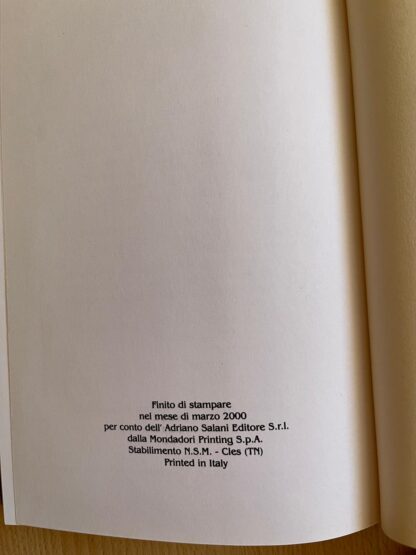 Finito di stampare
nel mese di marzo 2000
per conto dell' Adriano Salani Editore S.r.l.
dalla Mondadori Printing S.p.A.
Stabilimento N.S.M. - Cles (TN)
Printed in Italy